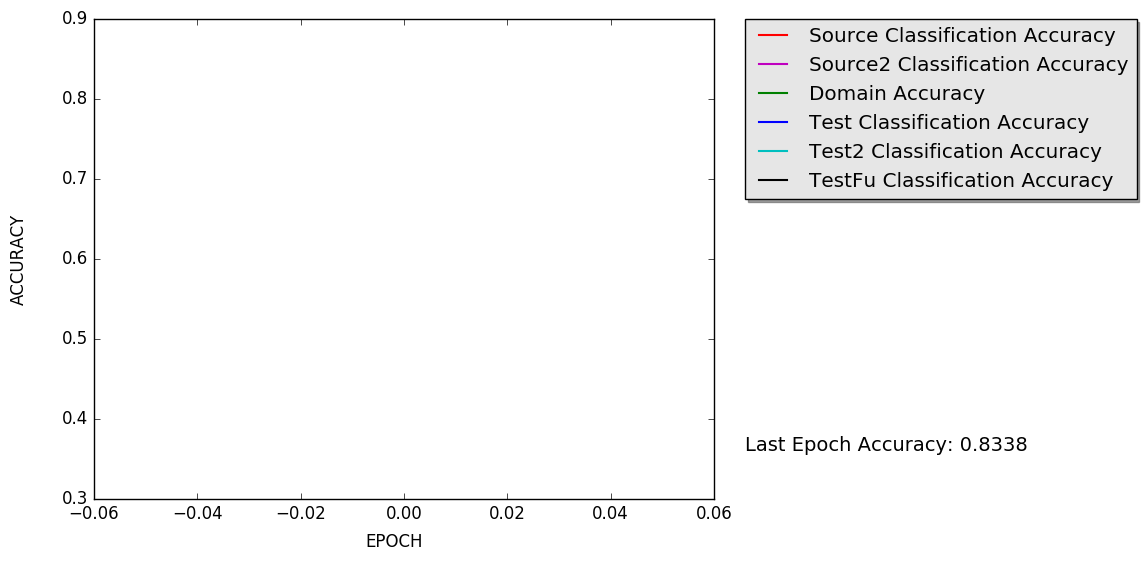 0.9
0.8
0.7
0.6
0.5
0.4
0.3
ACCURACY
−0.06 −0.04 −0.02 0.00 0.02 0.04 0.06
EPOCH
Source Classification Accuracy
Source2 Classification Accuracy
Domain Accuracy
Test Classification Accuracy
Test2 Classification Accuracy
TestFu Classification Accuracy
Last Epoch Accuracy: 0.8338